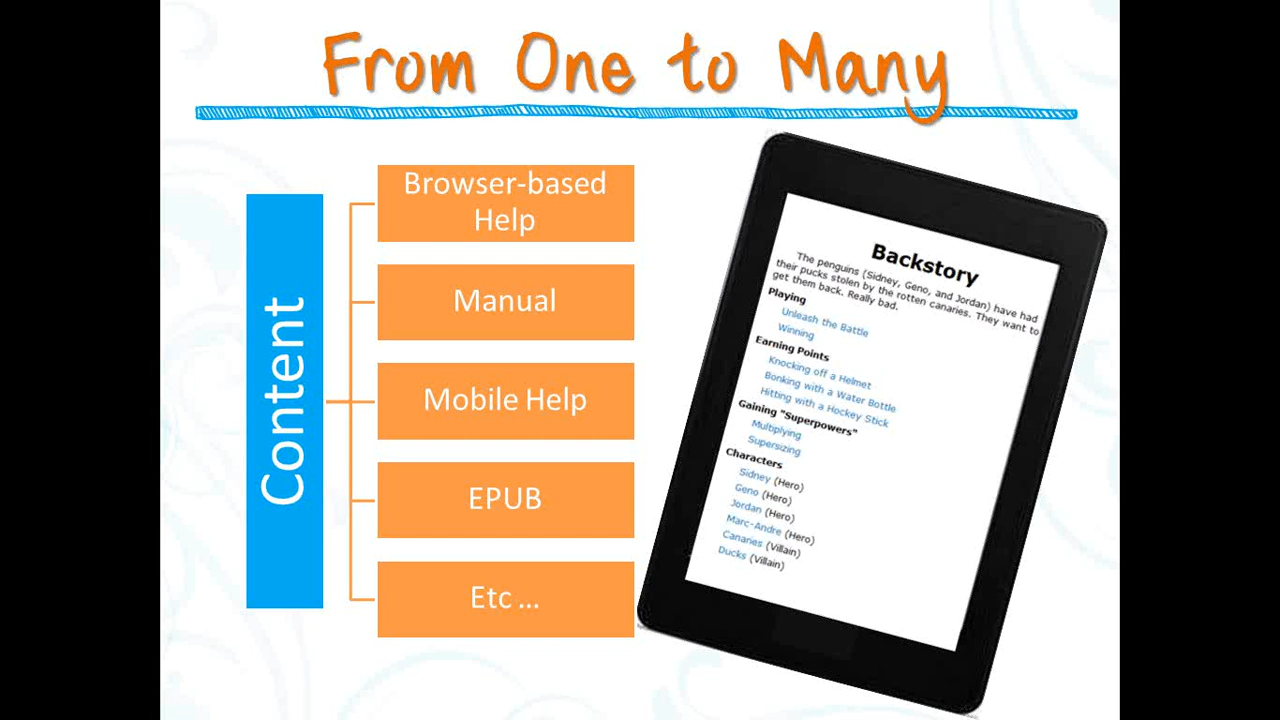 From One to Many
Content
Browser-based
Help
Manual
Mobile Help
EPUB
Etc ...
Backstory
The penguins (Sidney, Geno, and Jordan) have had
their pucks stolen by the rotten canaries. They want to
get them back. Really bad.
Playing
Unleash the Battle
Winning
Earning Points
Knocking off a Helmet
Bonking with a Water Bottle
Hitting with a Hockey Stick
Gaining "Superpowers"
Multiplying
Supersizing
Characters
Sidney (Hero)
Geno (Hero)
Jordan (Hero)
Marc-Andre (Hero)
Canaries (Villain)
Ducks (Villain)